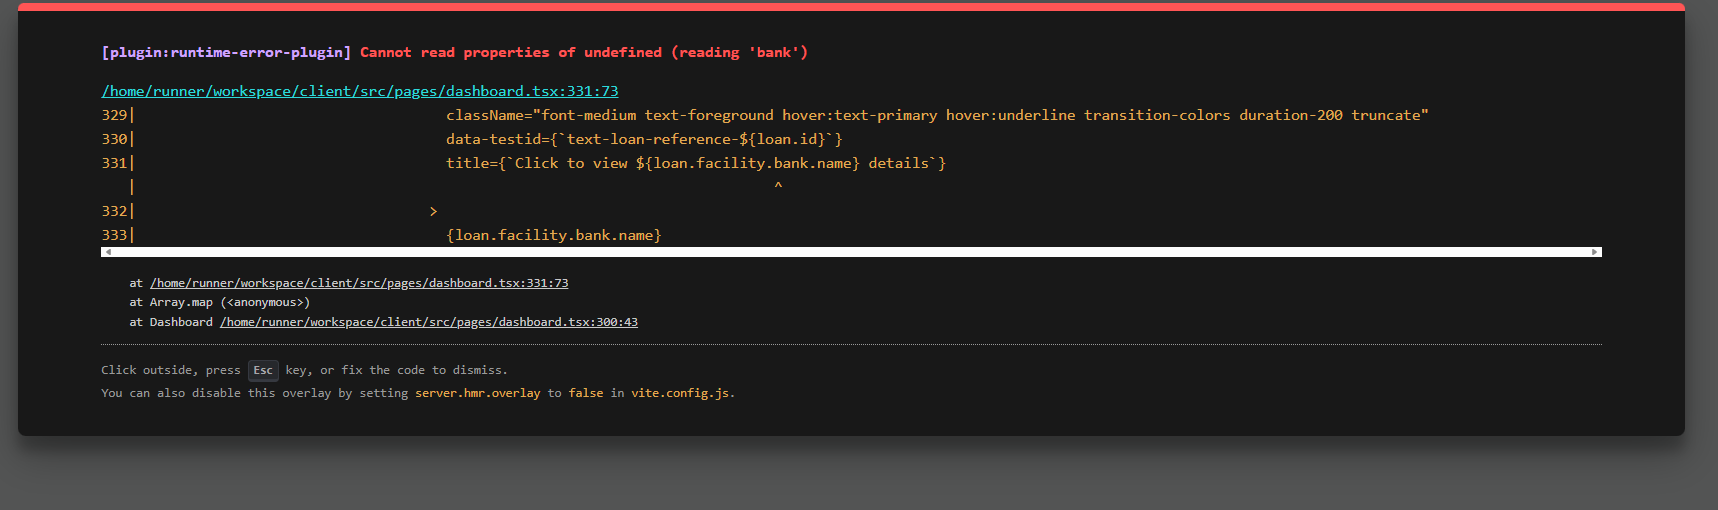 [plugin:runtime-error-plugin] Cannot read properties of undefined (reading 'bank')
/home/runner/workspace/client/src/pages/dashboard.tsx:331:73
329|                                    className="font-medium text-foreground hover:text-primary hover:underline transition-colors duration-200 truncate"
330|                                    data-testid={`text-loan-reference-${loan.id}`}
331|                                    title={`Click to view ${loan.facility.bank.name} details`}
   |                                                                          ^
332|                                  >
333|                                    {loan.facility.bank.name}
at /home/runner/workspace/client/src/pages/dashboard.tsx:331:73
at Array.map (<anonymous>)
at Dashboard /home/runner/workspace/client/src/pages/dashboard.tsx:300:43
Click outside, press Esc key, or fix the code to dismiss.
You can also disable this overlay by setting server.hmr.overlay to false in vite.config.js.